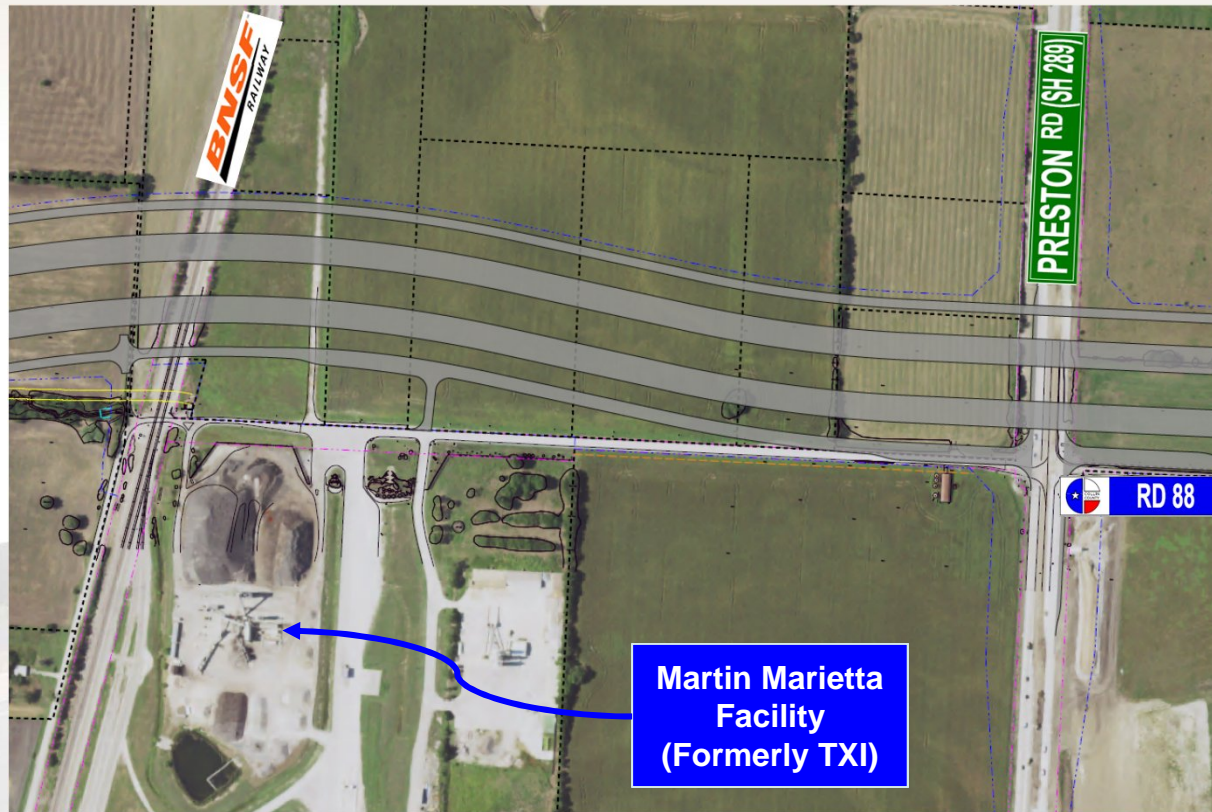 BNSF
RAILWAY
PRESTON RD (SH 289)
RD 88
Martin Marietta
Facility
(Formerly TXI)